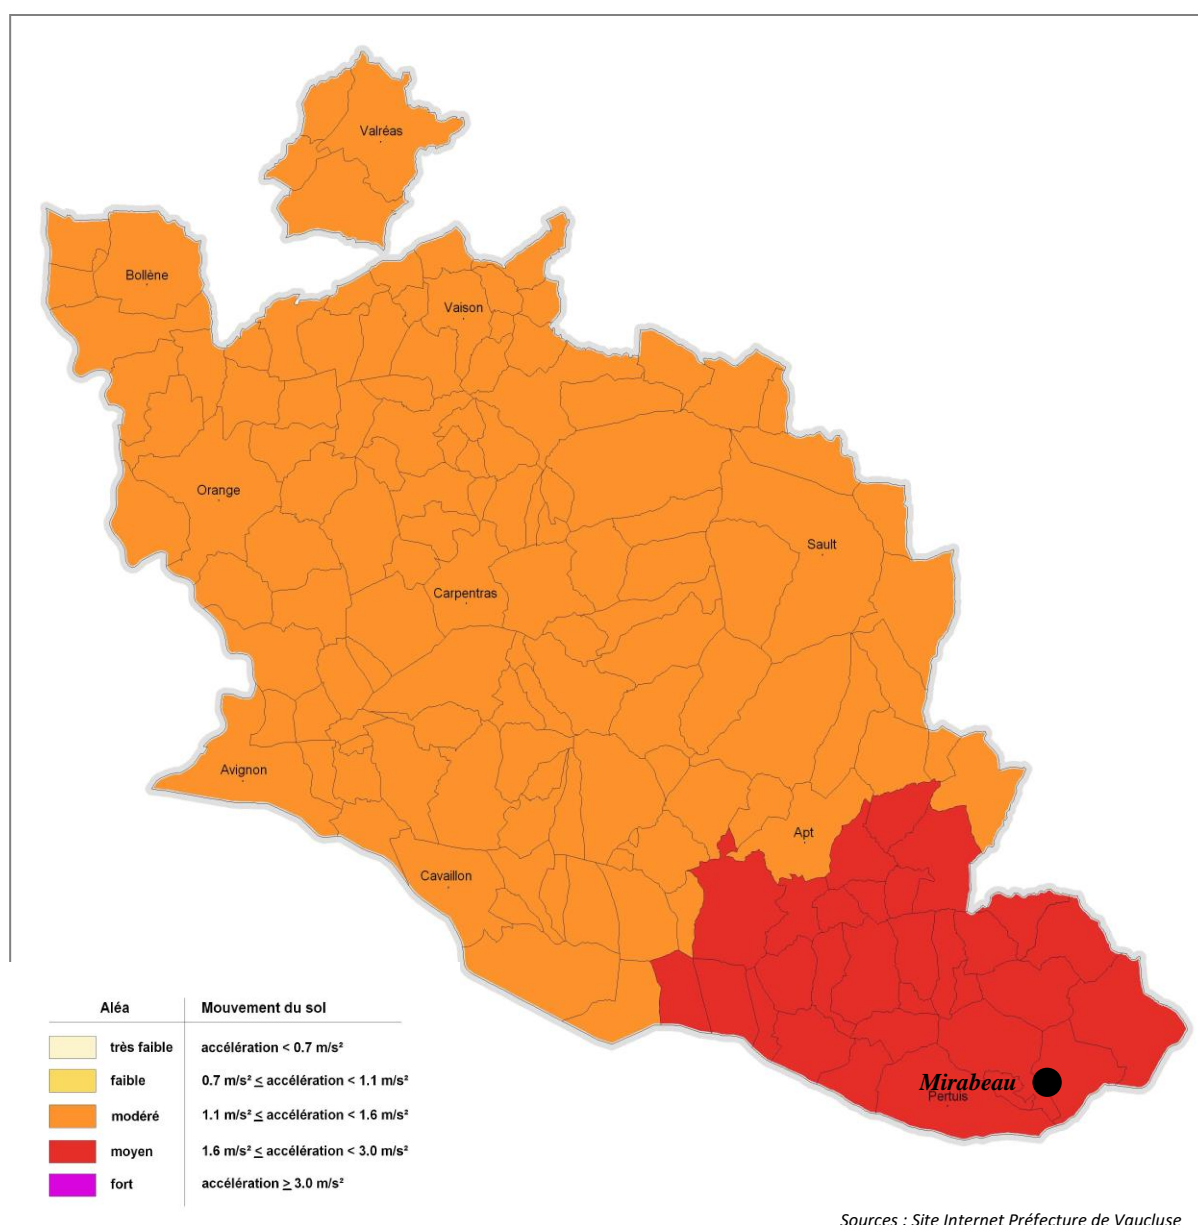 Valréas
Bollène
Vaison
Orange
Sault
Carpentras
Avignon
Apt
Cavaillon
Mirabeau
Pertuis
Aléa Mouvement du sol
très faible accélération < 0.7 m/s²
faible 0.7 m/s² ≤ accélération < 1.1 m/s²
modéré 1.1 m/s² ≤ accélération < 1.6 m/s²
moyen 1.6 m/s² ≤ accélération < 3.0 m/s²
fort accélération ≥ 3.0 m/s²
Sources : Site Internet Préfecture de Vaucluse